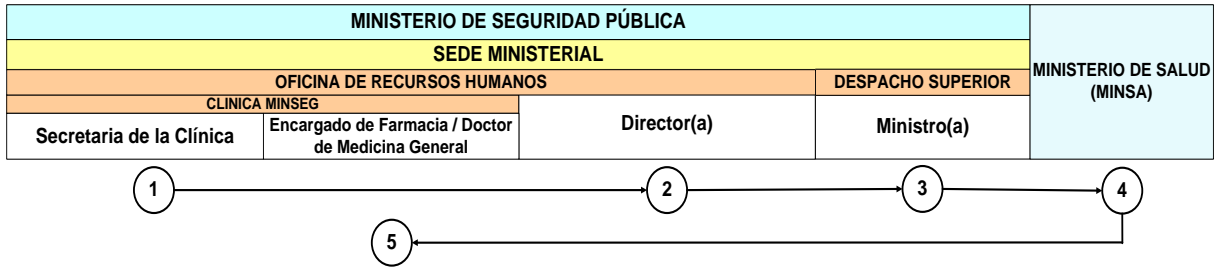 MINISTERIO DE SEGURIDAD PÚBLICA
SEDE MINISTERIAL
OFICINA DE RECURSOS HUMANOS
DESPACHO SUPERIOR
MINISTERIO DE SALUD
(MINSA)
CLINICA MINSEG
Secretaria de la Clínica
Encargado de Farmacia / Doctor
de Medicina General
Director(a)
Ministro(a)
1
2
3
4
5